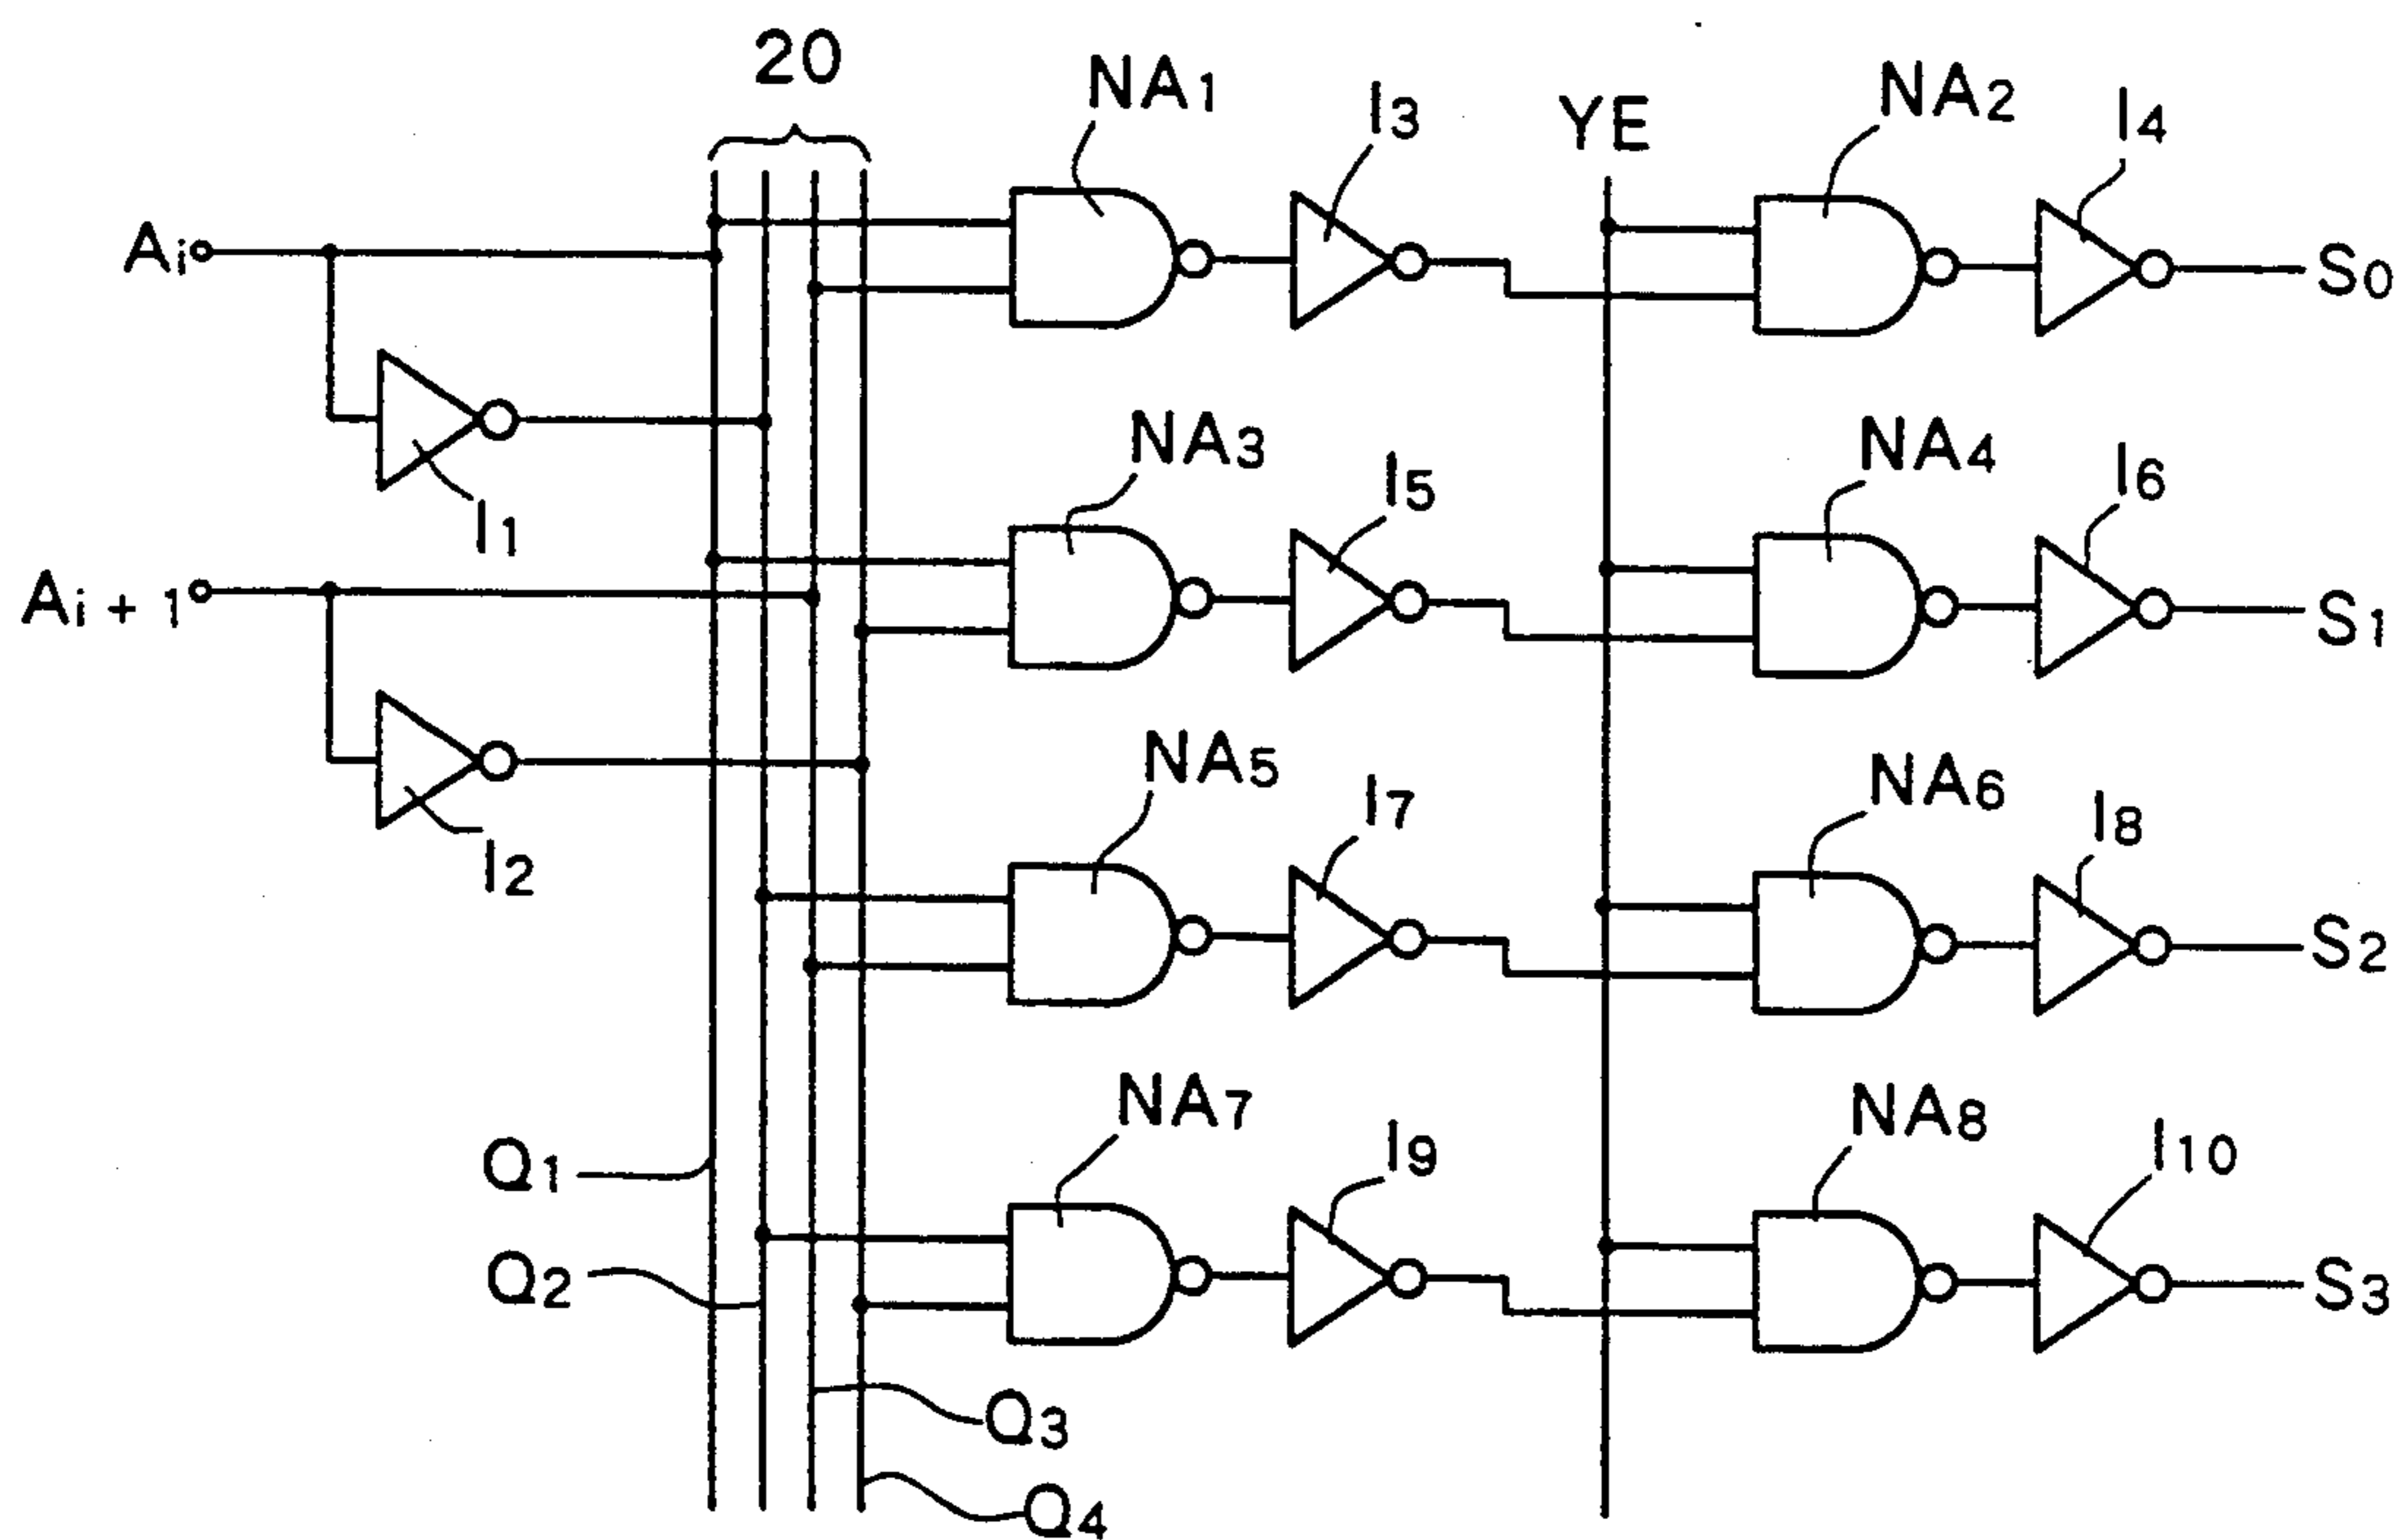 20
NA1
I3
YE
NA2
I4
Ai
S0
I1
NA3
I5
NA4
I6
Ai + 1
S1
I2
NA5
I7
NA6
I8
S2
NA7
I9
NA8
I10
Q1
Q2
S3
Q3
Q4